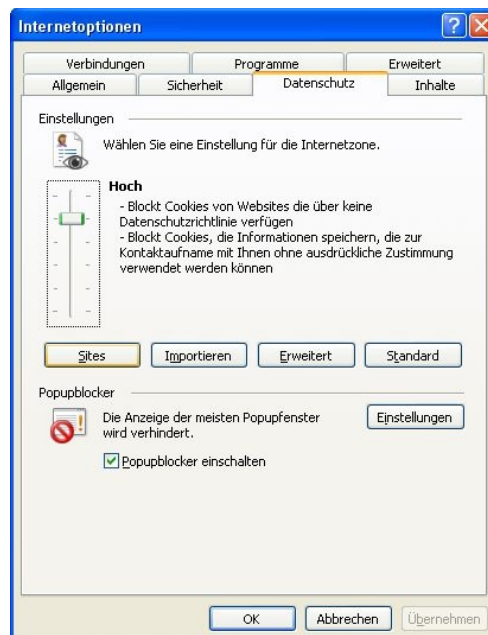 Internetoptionen
Verbindungen Programme Erweitert
Allgemein Sicherheit Datenschutz Inhalte
Einstellungen
Wählen Sie eine Einstellung für die Internetzone.
Hoch
- Blockt Cookies von Websites die über keine
Datenschutzrichtlinie verfügen
- Blockt Cookies, die Informationen speichern, die zur
Kontaktaufname mit Ihnen ohne ausdrückliche Zustimmung
verwendet werden können
Sites Importieren Erweitert Standard
Popupblocker
Die Anzeige der meisten Popupfenster
wird verhindert.
Einstellungen
Popupblocker einschalten
OK Abbrechen Übernehmen